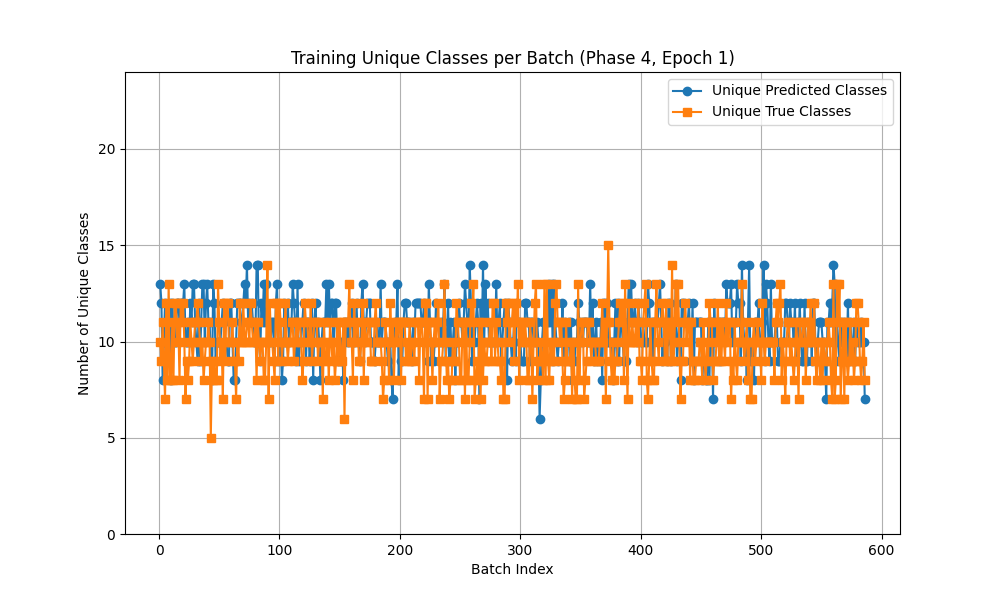 Training Unique Classes per Batch (Phase 4, Epoch 1)
Unique Predicted Classes
Unique True Classes
Number of Unique Classes
20
15
10
5
0
0 100 200 300 400 500 600
Batch Index